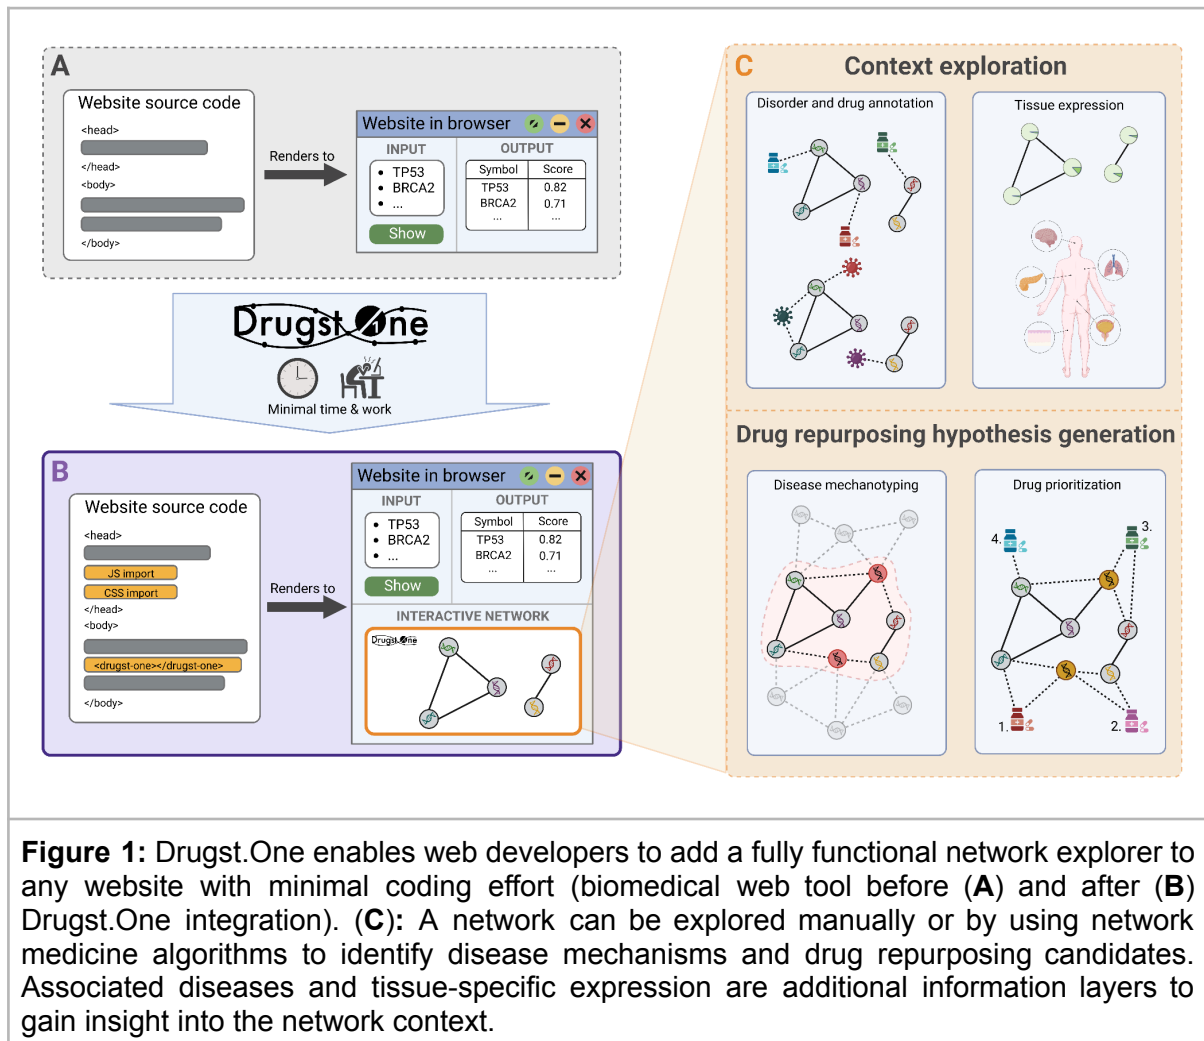 A
Website source code
<head>
</head>
<body>
</body>
Renders to
Website in browser
INPUT
• TP53
• BRCA2
• ...
Show
OUTPUT
Symbol Score
TP53 0.82
BRCA2 0.71
... ...
Drugst.One
Minimal time & work
B
Website source code
<head>
JS import
CSS import
</head>
<body>
<drugst-one></drugst-one>
</body>
Renders to
Website in browser
INPUT
• TP53
• BRCA2
• ...
Show
OUTPUT
Symbol Score
TP53 0.82
BRCA2 0.71
... ...
INTERACTIVE NETWORK
Drugst.One
C
Context exploration
Disorder and drug annotation
Tissue expression
Drug repurposing hypothesis generation
Disease mechanotyping
Drug prioritization
4.
3.
1.
2.
Figure 1: Drugst.One enables web developers to add a fully functional network explorer to
any website with minimal coding effort (biomedical web tool before (A) and after (B)
Drugst.One integration). (C): A network can be explored manually or by using network
medicine algorithms to identify disease mechanisms and drug repurposing candidates.
Associated diseases and tissue-specific expression are additional information layers to
gain insight into the network context.